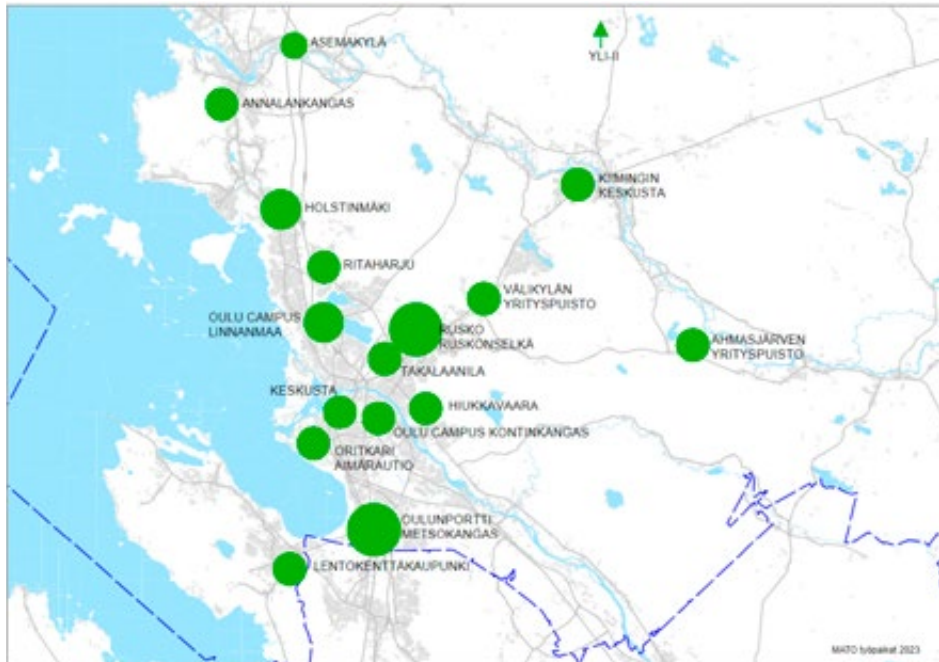 ASEMAKYLÄ
YLI-II
ANNALANKANGAS
KIIMINGIN
KESKUSTA
HOLSTINMÄKI
RITAHARJU
VÄLIKYLÄN
YRITYSPUISTO
OULU CAMPUS
LINNANMAA
RUSKO
RUSKONSELKÄ
AHMASJÄRVEN
YRITYSPUISTO
TAKALAANILA
KESKUSTA
HIUKKAVAARA
OULU CAMPUS KONTINKANGAS
ORITKARI
ÄIMÄRAUTIO
OULUNPORTTI
METSOKANGAS
LENTOKENTTÄKAUPUNKI
MATO työpaikat 2023